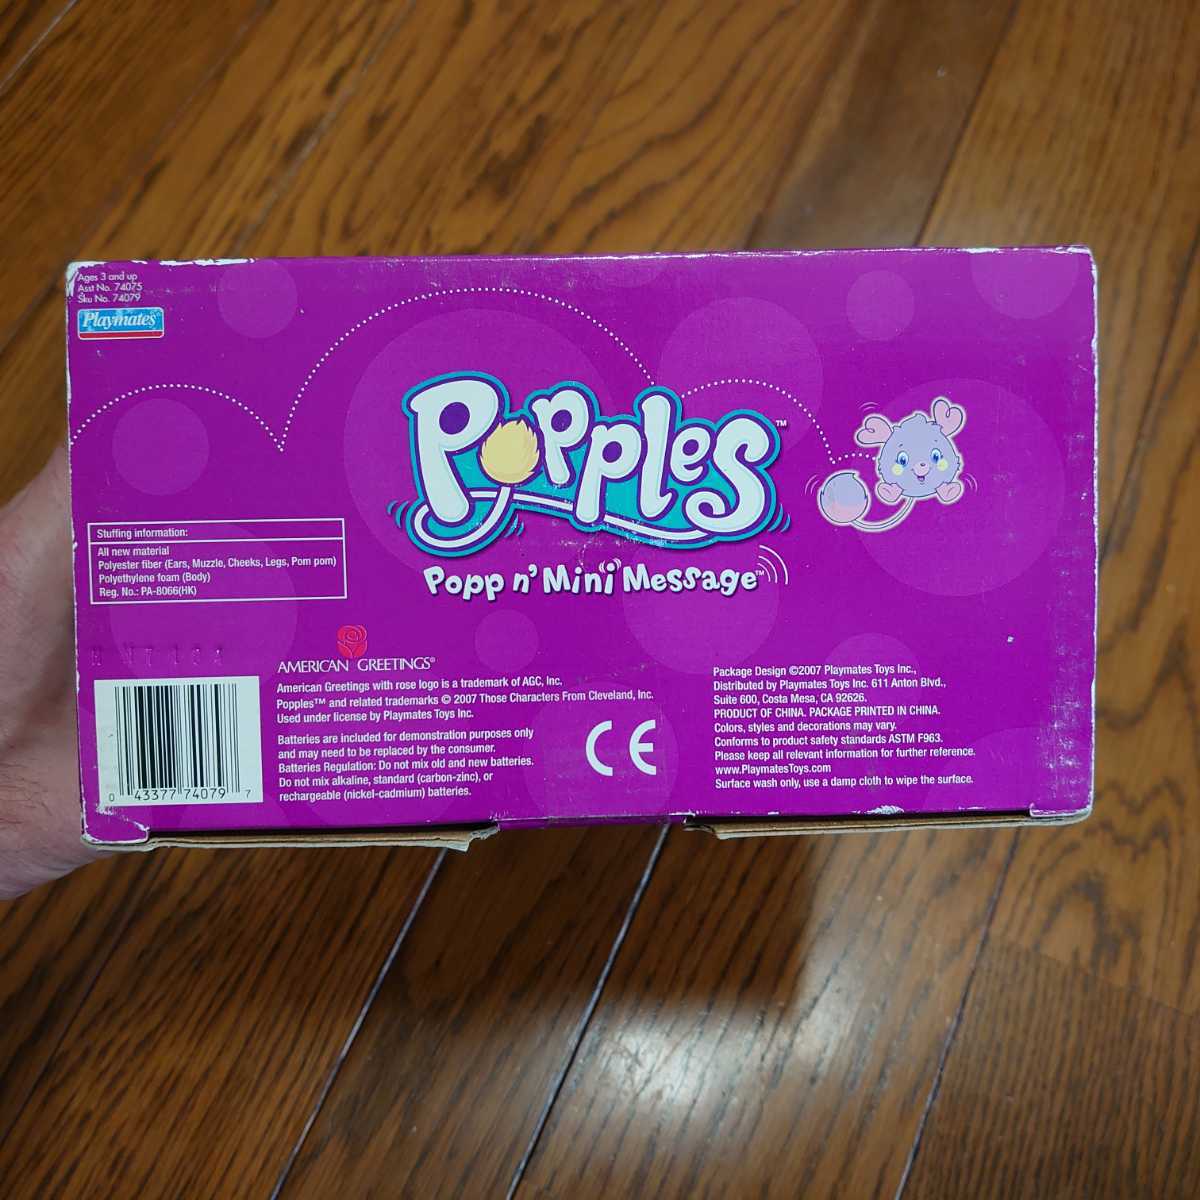 Ages 3 and up
Asst No. 74075
Sku No. 74079
Playmates
Popples™
Popp n' Mini Message™
Stuffing information:
All new material
Polyester fiber (Ears, Muzzle, Cheeks, Legs, Pom pom)
Polyethylene foam (Body)
Reg. No.: PA-8066(HK)
AMERICAN GREETINGS®
American Greetings with rose logo is a trademark of AGC, Inc.
Popples™ and related trademarks © 2007 Those Characters From Cleveland, Inc.
Used under license by Playmates Toys Inc.
Batteries are included for demonstration purposes only
and may need to be replaced by the consumer.
Batteries Regulation: Do not mix old and new batteries.
Do not mix alkaline, standard (carbon-zinc), or
rechargeable (nickel-cadmium) batteries.
CE
0 43377 74079 7
Package Design ©2007 Playmates Toys Inc.,
Distributed by Playmates Toys Inc. 611 Anton Blvd.,
Suite 600, Costa Mesa, CA 92626.
PRODUCT OF CHINA. PACKAGE PRINTED IN CHINA.
Colors, styles and decorations may vary.
Conforms to product safety standards ASTM F963.
Please keep all relevant information for further reference.
www.PlaymatesToys.com
Surface wash only, use a damp cloth to wipe the surface.